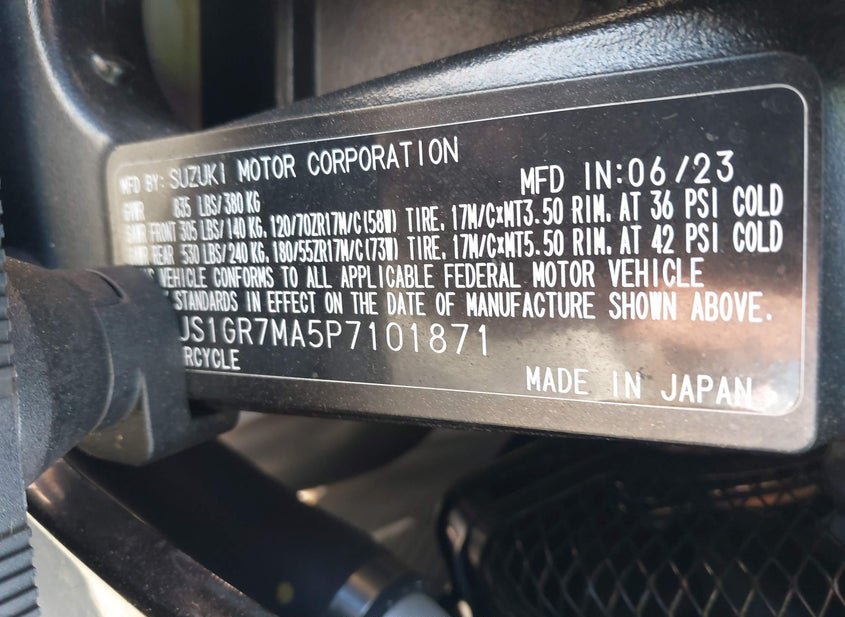 MFD BY: SUZUKI MOTOR CORPORATION
MFD IN:06/23
GVWR 835 LBS/380 KG
FRONT 305 LBS/140 KG, 120/70ZR17M/C(58W) TIRE, 17M/C×MT3.50 RIM, AT 36 PSI COLD
REAR 530 LBS/240 KG, 180/55ZR17M/C(73W) TIRE, 17M/C×MT5.50 RIM, AT 42 PSI COLD
VEHICLE CONFORMS TO ALL APPLICABLE FEDERAL MOTOR VEHICLE
STANDARDS IN EFFECT ON THE DATE OF MANUFACTURE SHOWN ABOVE.
JS1GR7MA5P7101871
RCYCLE
MADE IN JAPAN